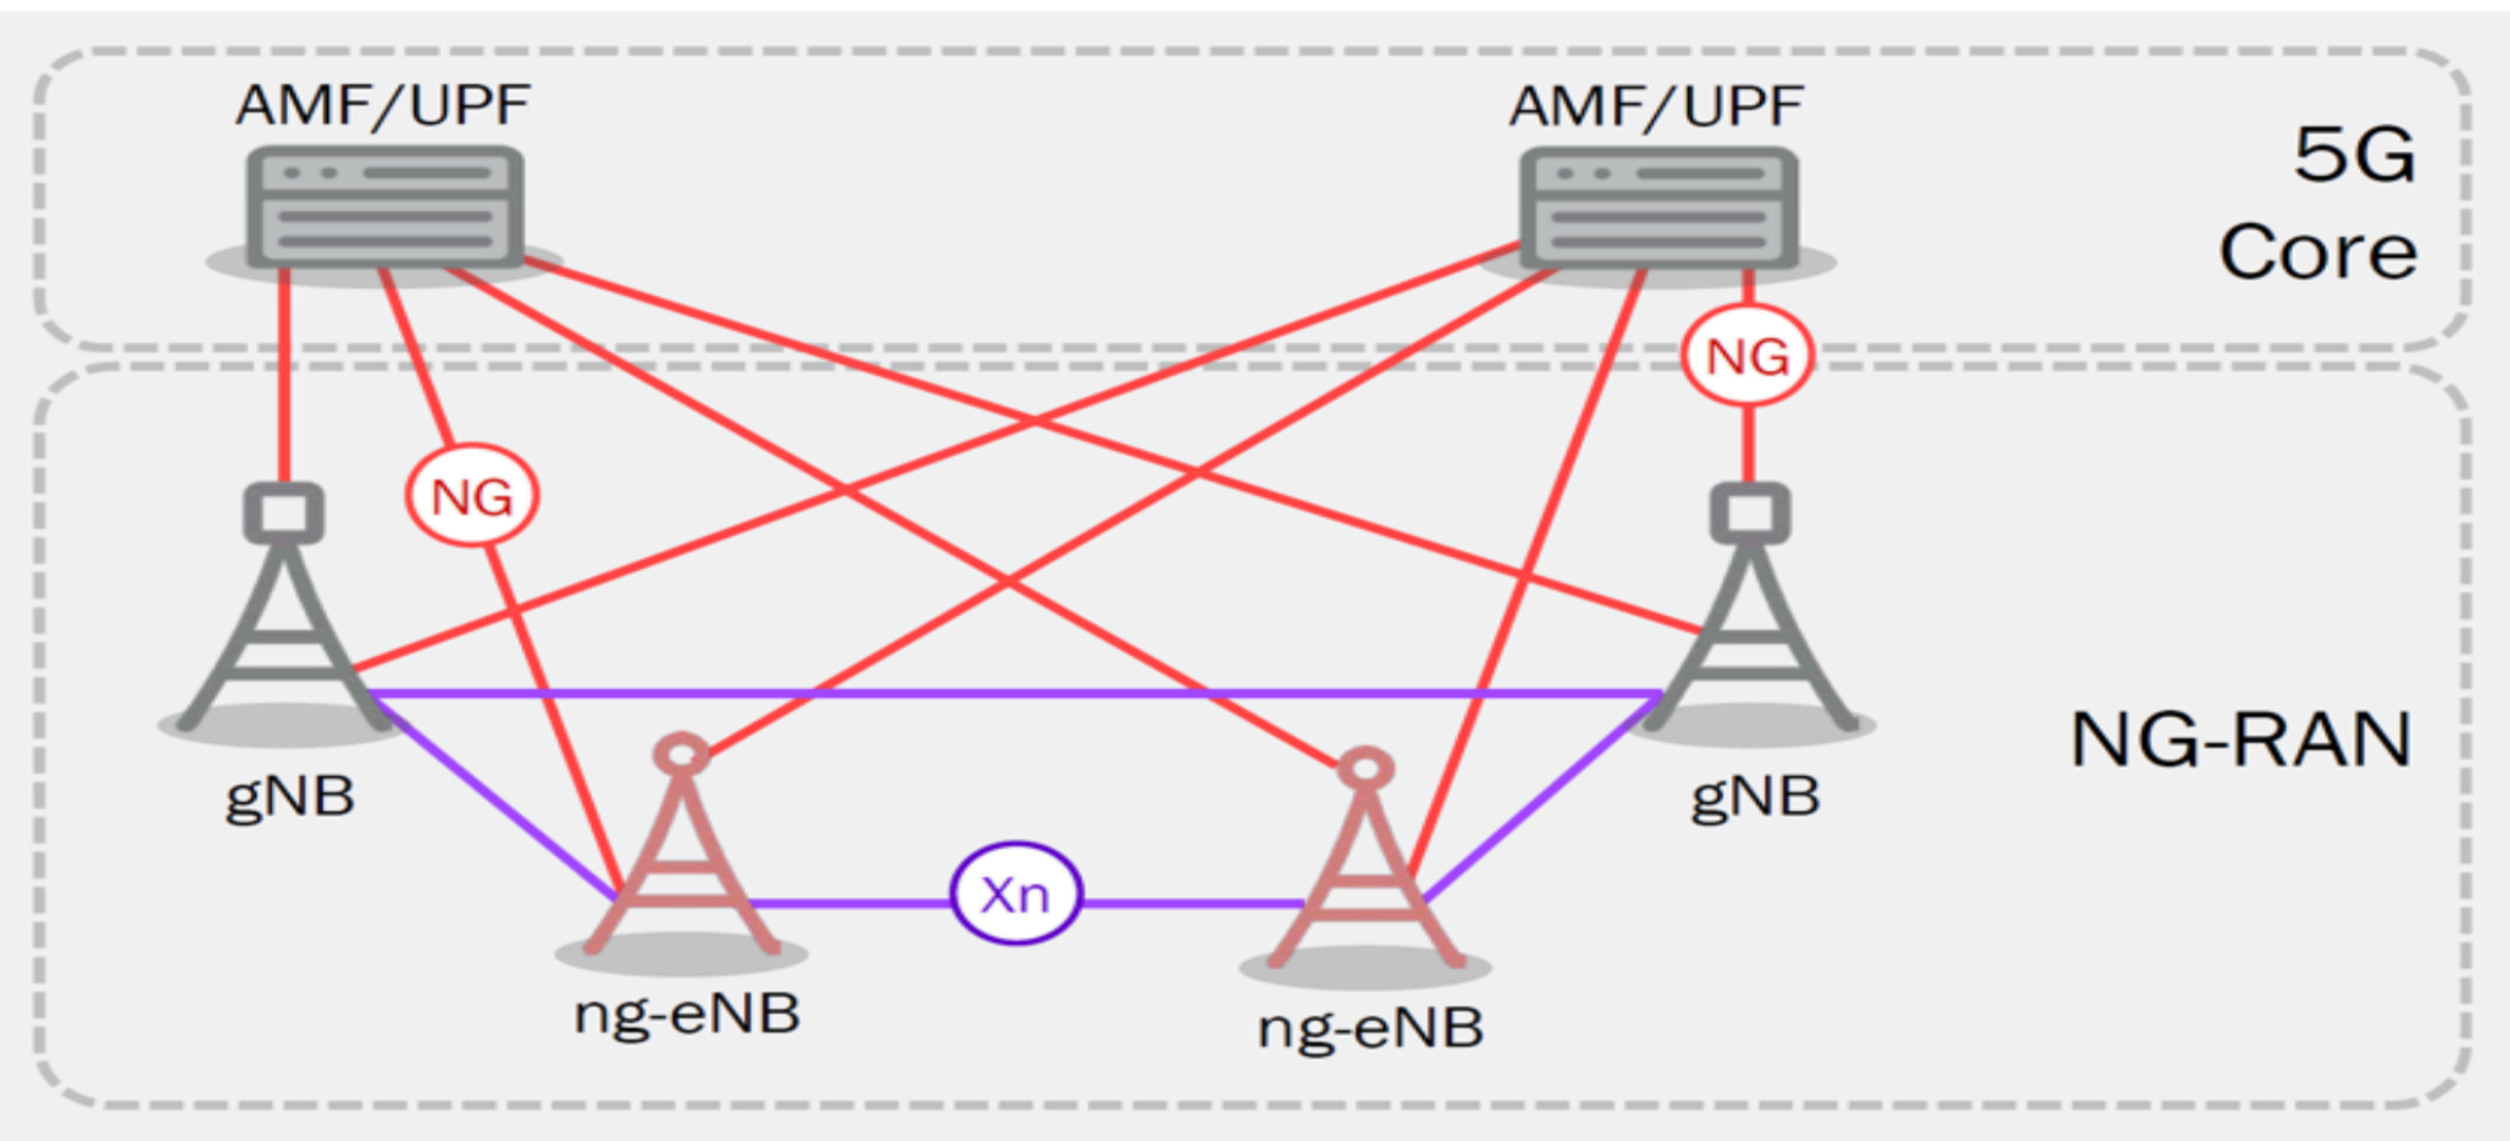 AMF/UPF
AMF/UPF
5G
Core
NG
NG
gNB
gNB
NG-RAN
Xn
ng-eNB
ng-eNB